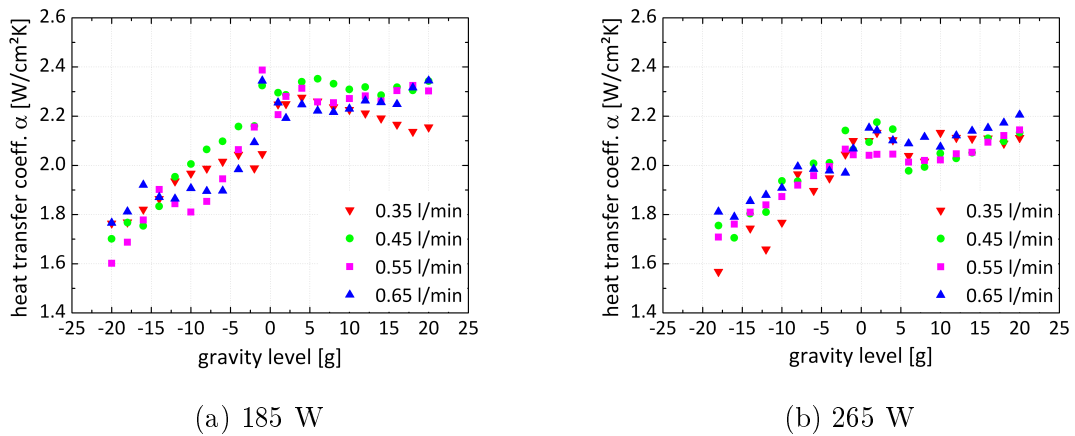 2.6
2.4
2.2
2.0
1.8
1.6
1.4
heat transfer coeff. α [W/cm²K]
0.35 l/min
0.45 l/min
0.55 l/min
0.65 l/min
-25 -20 -15 -10 -5 0 5 10 15 20 25
gravity level [g]
(a) 185 W
2.6
2.4
2.2
2.0
1.8
1.6
1.4
heat transfer coeff. α [W/cm²K]
0.35 l/min
0.45 l/min
0.55 l/min
0.65 l/min
-25 -20 -15 -10 -5 0 5 10 15 20 25
gravity level [g]
(b) 265 W